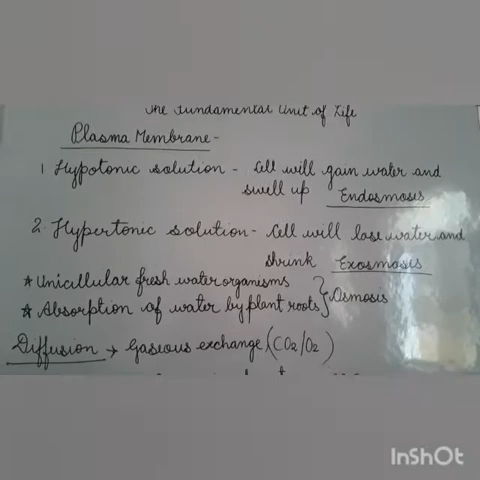 The Fundamental Unit of Life
Plasma Membrane-
1 Hypotonic solution - Cell will gain water and
swell up Endosmosis
2. Hypertonic solution - Cell will lose water and
shrink Exosmosis
* Unicillular fresh water organisms
* Absorption of water by plant roots } Osmosis
Diffusion → Gaseous exchange (CO2/O2)
InShOt